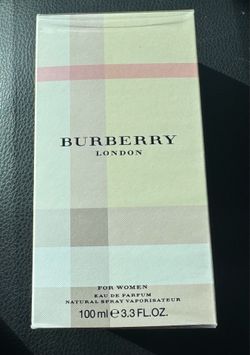 BURBERRY
LONDON
FOR WOMEN
EAU DE PARFUM
NATURAL SPRAY VAPORISATEUR
100 ml ℮ 3.3 FL.OZ.